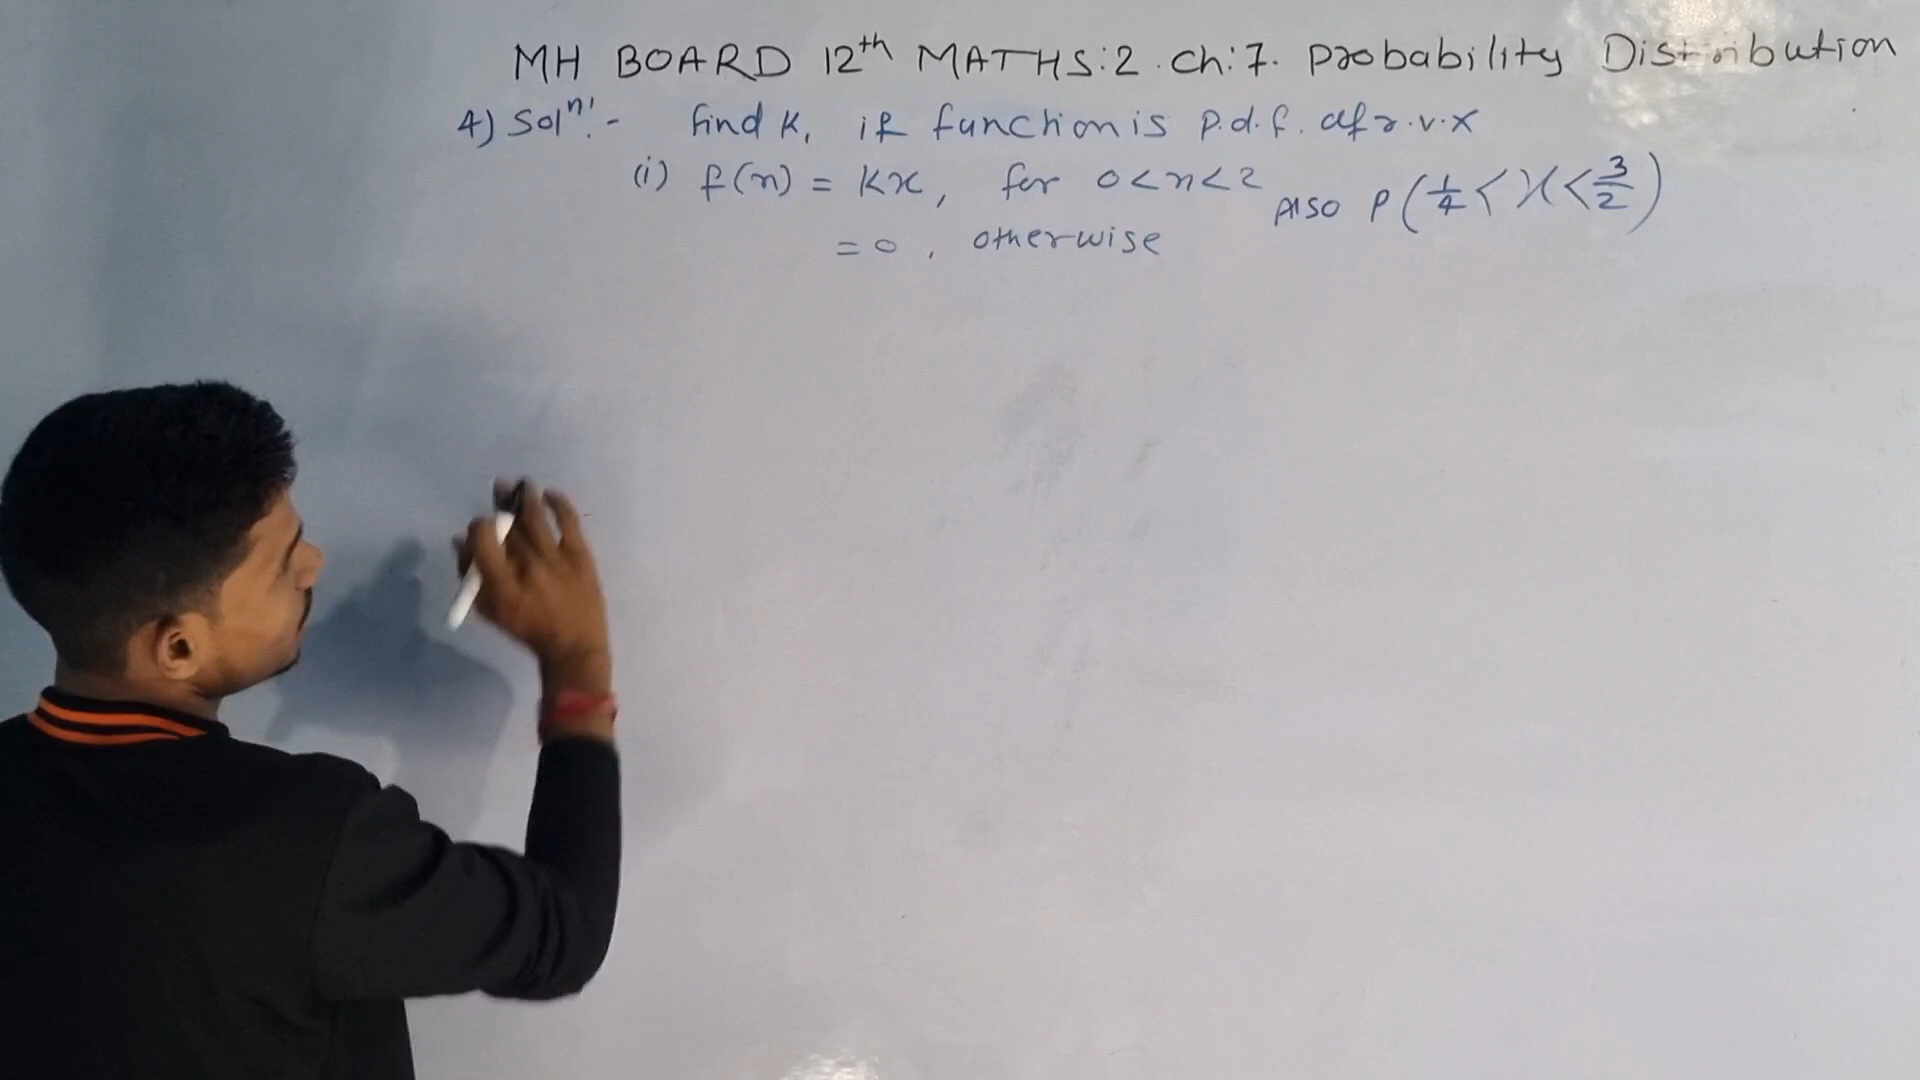 MH BOARD 12th MATHS:2. Ch:7. Probability Distribution
4) Solⁿ:- find K, if function is p.d.f. of r.v.x
(i) f(x) = Kx, for 0<x<2 Also P(1/4<X<3/2)
=0, otherwise